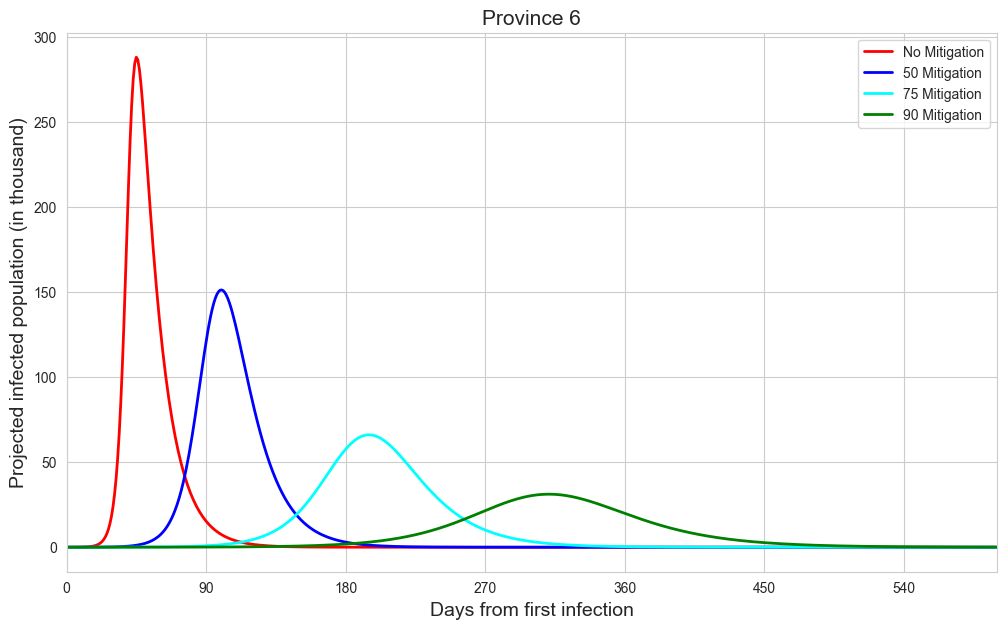 Province 6
Projected infected population (in thousand)
300
250
200
150
100
50
0
No Mitigation
50 Mitigation
75 Mitigation
90 Mitigation
0 90 180 270 360 450 540
Days from first infection